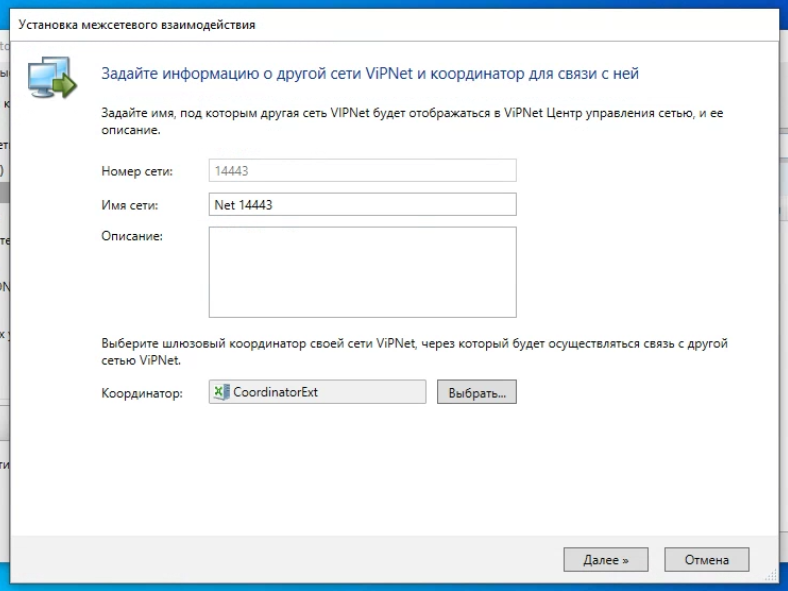 Установка межсетевого взаимодействия
Задайте информацию о другой сети ViPNet и координатор для связи с ней
Задайте имя, под которым другая сеть VIPNet будет отображаться в ViPNet Центр управления сетью, и ее
описание.
Номер сети: 14443
Имя сети: Net 14443
Описание:
Выберите шлюзовый координатор своей сети ViPNet, через который будет осуществляться связь с другой
сетью ViPNet.
Координатор: CoordinatorExt Выбрать...
Далее » Отмена